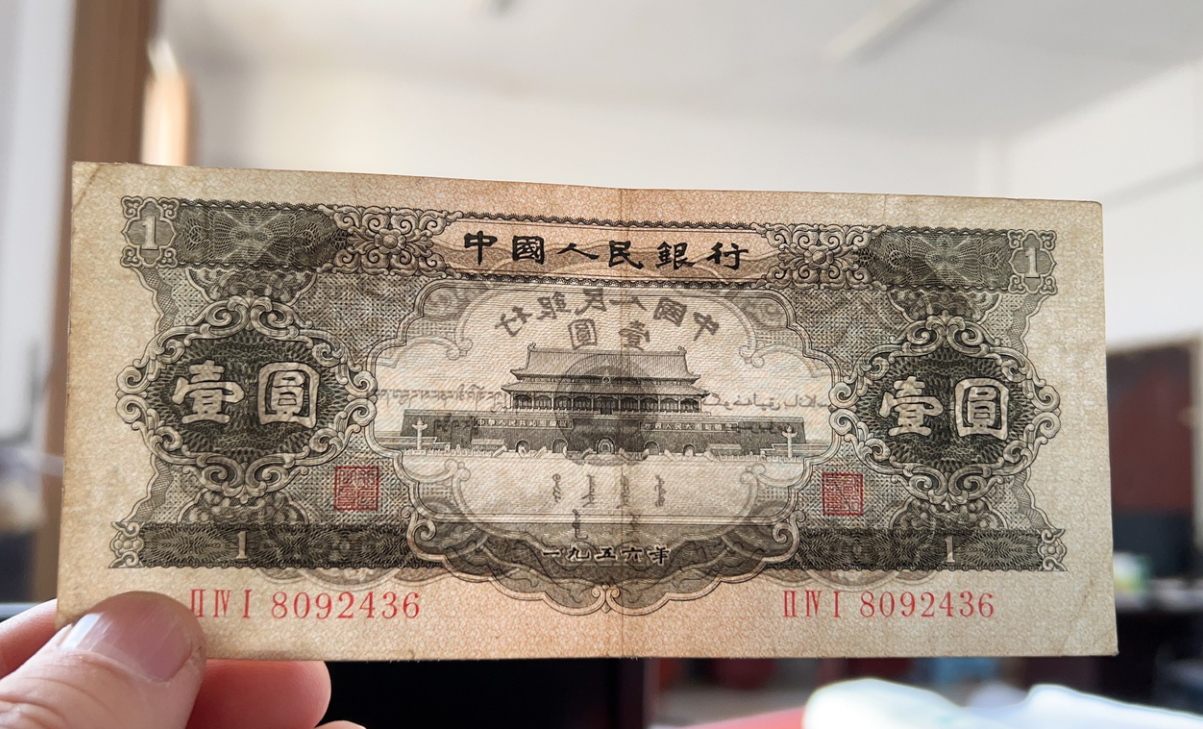 1 中國人民銀行 1
中國人民銀行
壹圓
壹圓 壹圓
1 1
一九五六年
II IV I 8092436 II IV I 8092436